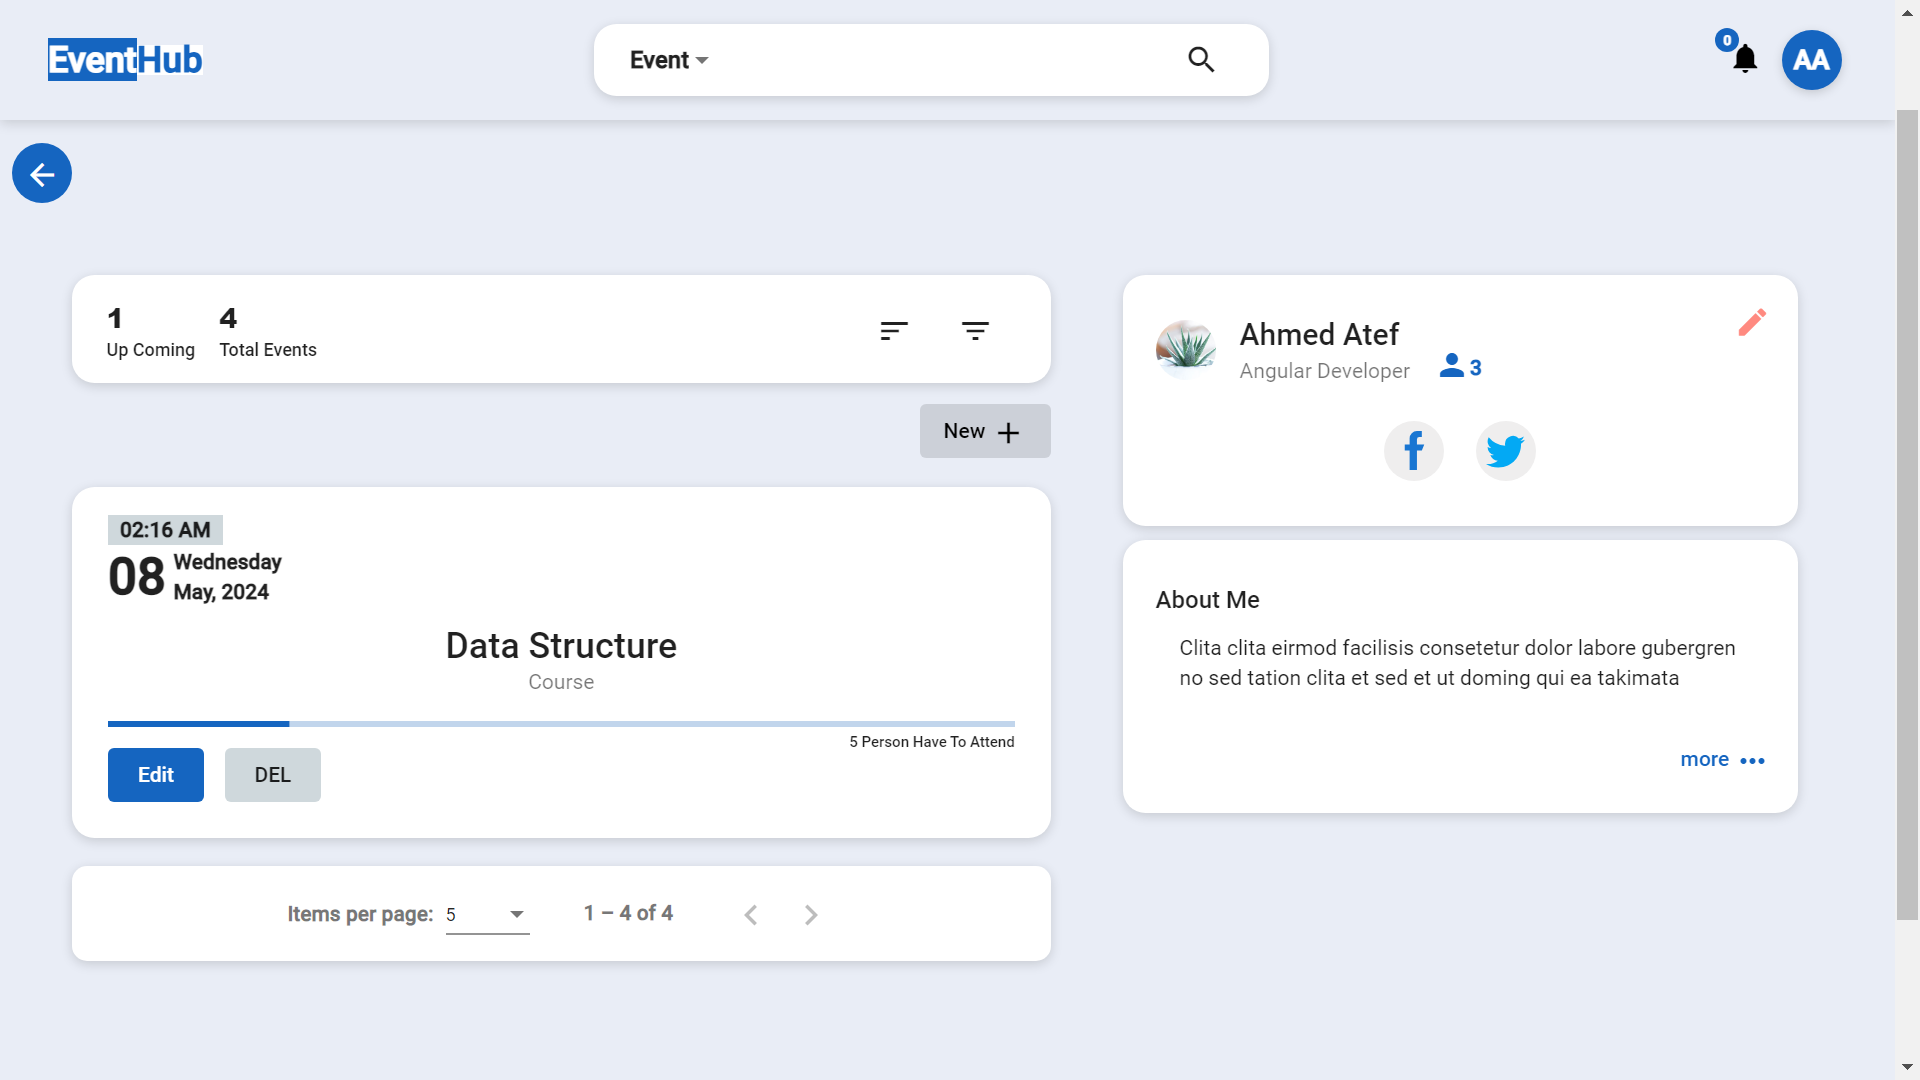 EventHub
Event
0
AA
1
Up Coming
4
Total Events
New
02:16 AM
08
Wednesday
May, 2024
Data Structure
Course
5 Person Have To Attend
Edit
DEL
Items per page:
5
1 – 4 of 4
Ahmed Atef
Angular Developer
3
About Me
Clita clita eirmod facilisis consetetur dolor labore gubergren
no sed tation clita et sed et ut doming qui ea takimata
more